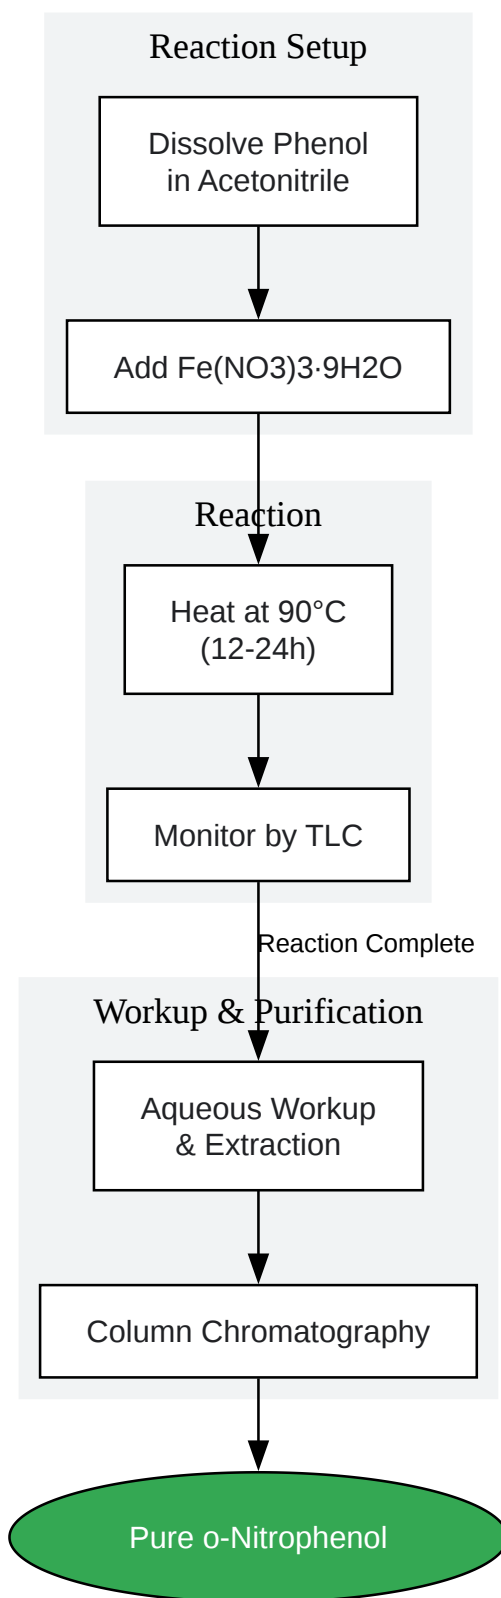 Reaction Setup
Dissolve Phenol
in Acetonitrile
Add Fe(NO3)3·9H2O
Reaction
Heat at 90°C
(12-24h)
Monitor by TLC
Reaction Complete
Workup & Purification
Aqueous Workup
& Extraction
Column Chromatography
Pure o-Nitrophenol